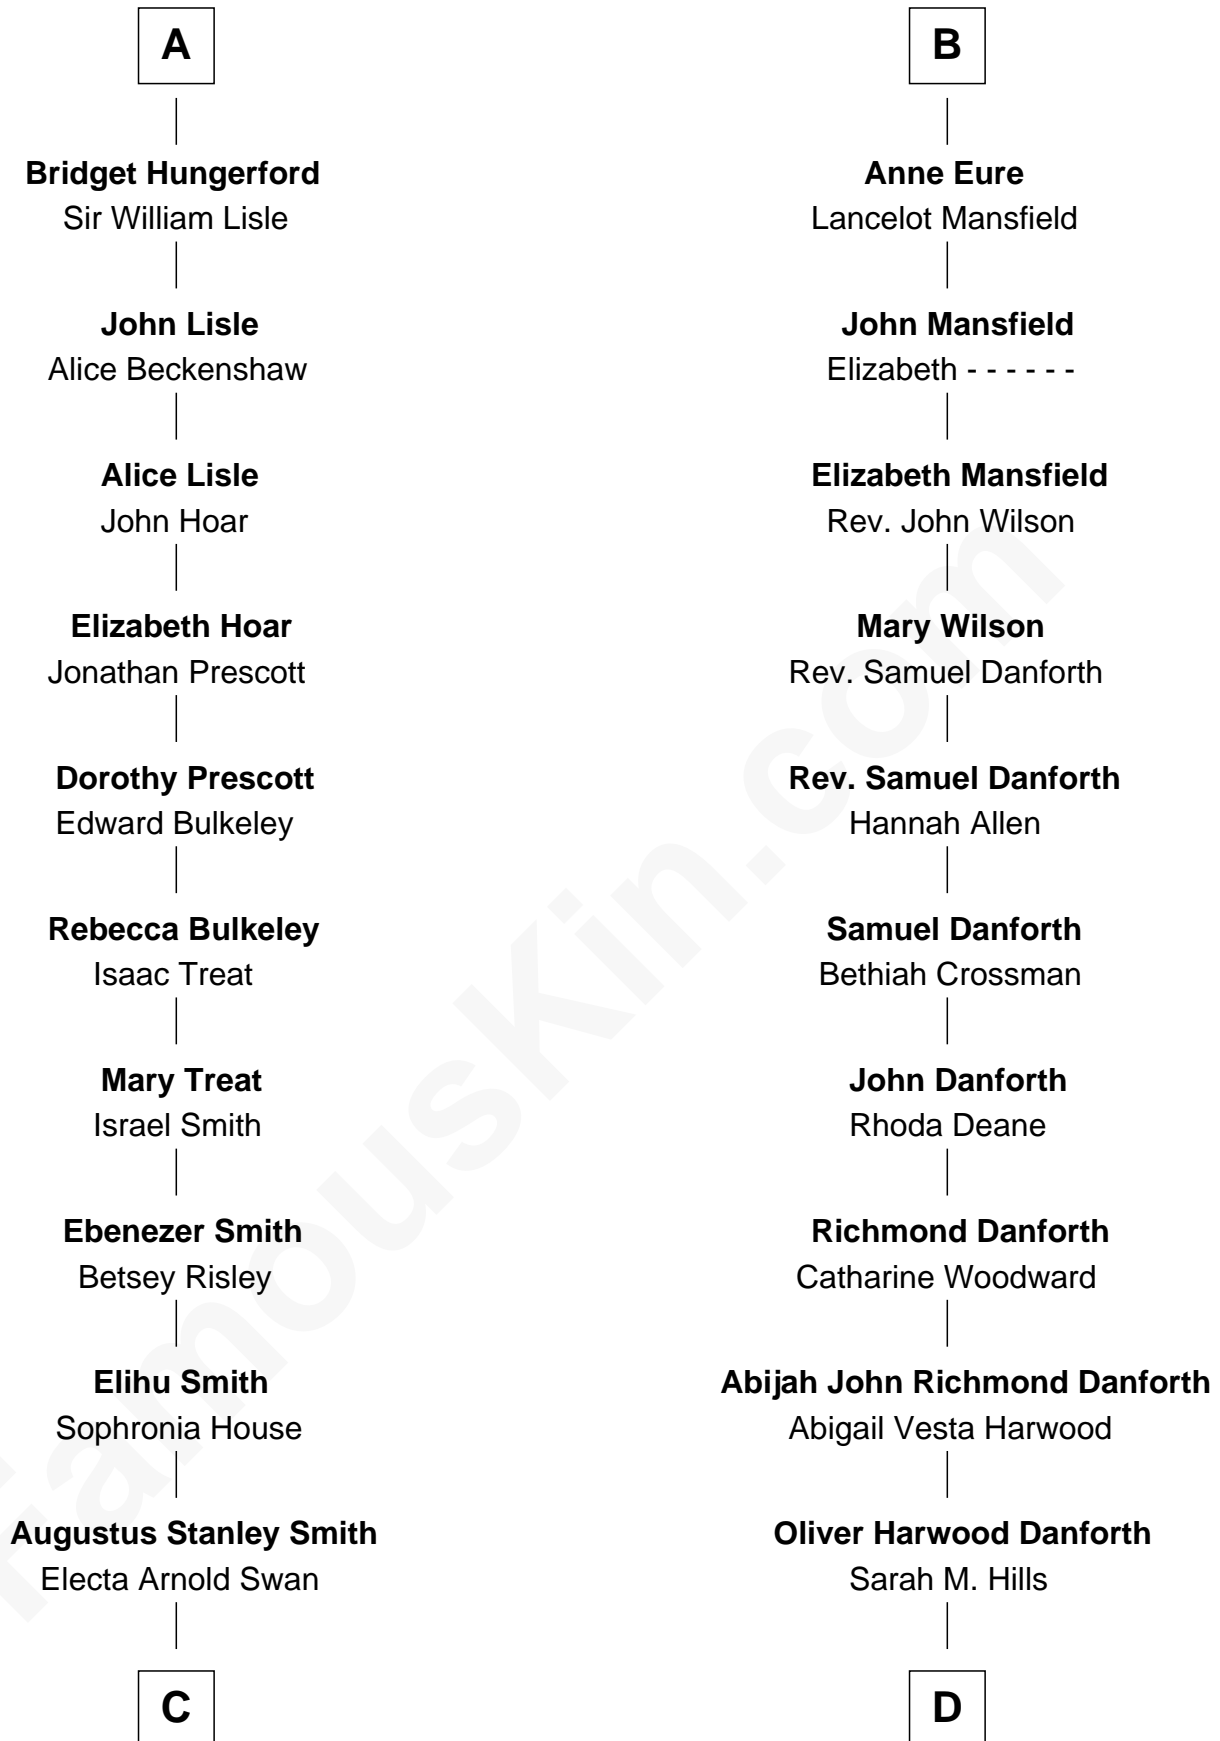 A
Bridget Hungerford
Sir William Lisle
John Lisle
Alice Beckenshaw
Alice Lisle
John Hoar
Elizabeth Hoar
Jonathan Prescott
Dorothy Prescott
Edward Bulkeley
Rebecca Bulkeley
Isaac Treat
Mary Treat
Israel Smith
Ebenezer Smith
Betsey Risley
Elihu Smith
Sophronia House
Augustus Stanley Smith
Electa Arnold Swan
C
B
Anne Eure
Lancelot Mansfield
John Mansfield
Elizabeth - - - - - -
Elizabeth Mansfield
Rev. John Wilson
Mary Wilson
Rev. Samuel Danforth
Rev. Samuel Danforth
Hannah Allen
Samuel Danforth
Bethiah Crossman
John Danforth
Rhoda Deane
Richmond Danforth
Catharine Woodward
Abijah John Richmond Danforth
Abigail Vesta Harwood
Oliver Harwood Danforth
Sarah M. Hills
D
FamousKin.com